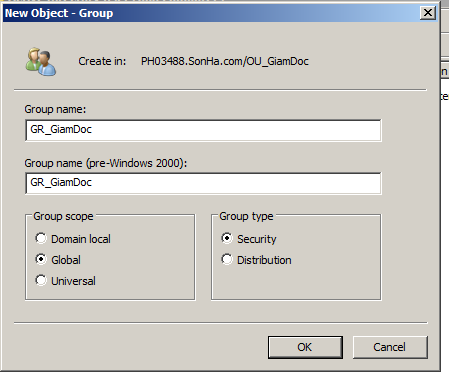 New Object - Group
Create in: PH03488.SonHa.com/OU_GiamDoc
Group name:
GR_GiamDoc
Group name (pre-Windows 2000):
GR_GiamDoc
Group scope
Domain local
Global
Universal
Group type
Security
Distribution
OK
Cancel